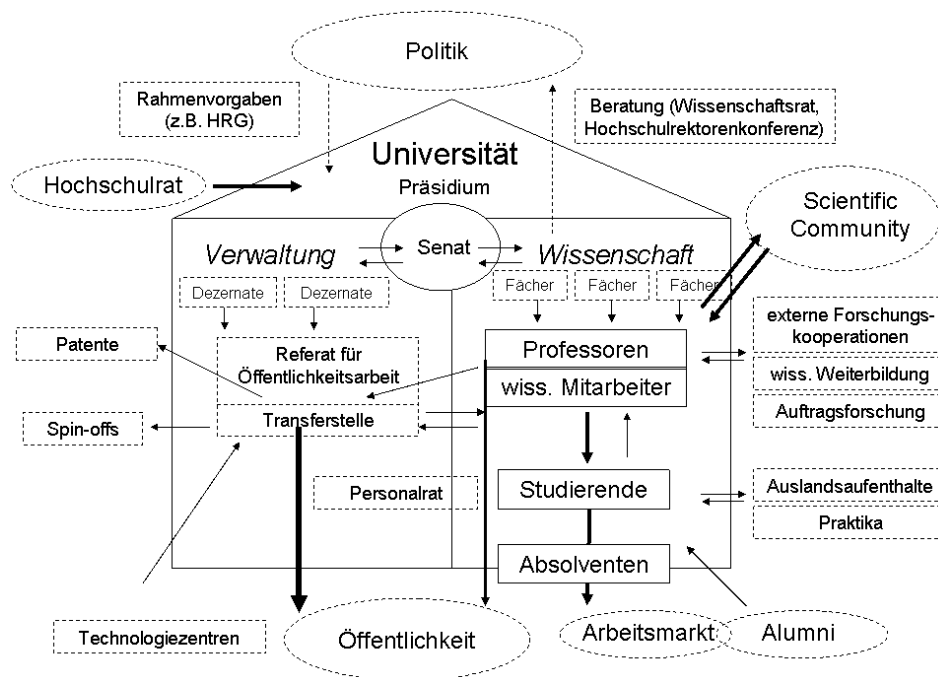 Politik
Rahmenvorgaben
(z.B. HRG)
Beratung (Wissenschaftsrat,
Hochschulrektorenkonferenz)
Universität
Präsidium
Hochschulrat
Scientific
Community
Senat
Verwaltung
Wissenschaft
Dezernate
Dezernate
Fächer
Fächer
Fächer
Patente
Referat für
Öffentlichkeitsarbeit
Professoren
wiss. Mitarbeiter
externe Forschungs-
kooperationen
wiss. Weiterbildung
Auftragsforschung
Spin-offs
Transferstelle
Personalrat
Studierende
Auslandsaufenthalte
Praktika
Absolventen
Technologiezentren
Öffentlichkeit
Arbeitsmarkt
Alumni